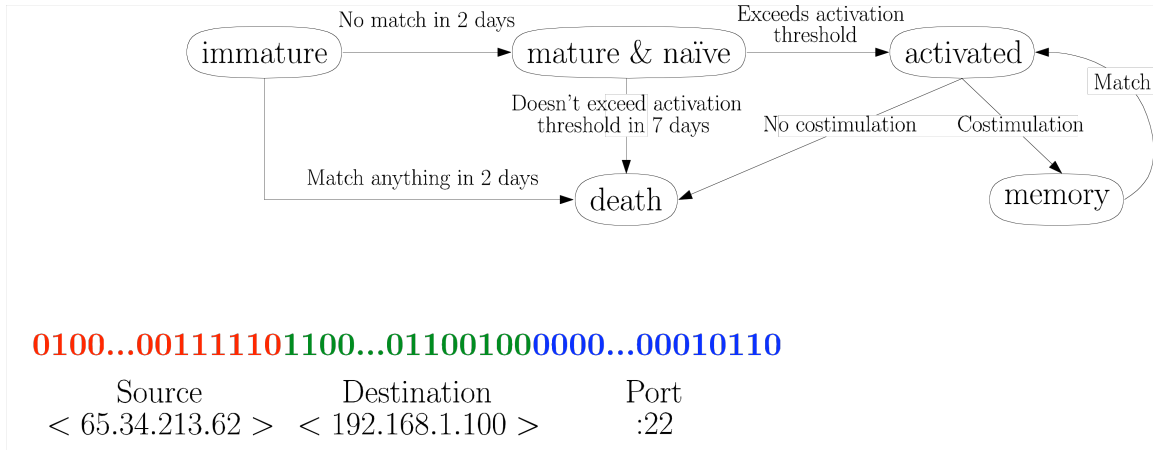 No match in 2 days
Exceeds activation
threshold
immature
mature & naïve
activated
Match
Doesn't exceed activation
threshold in 7 days
No costimulation
Costimulation
Match anything in 2 days
death
memory
0100...001111101100...011001000000...00010110
Source
Destination
Port
< 65.34.213.62 >
< 192.168.1.100 >
:22